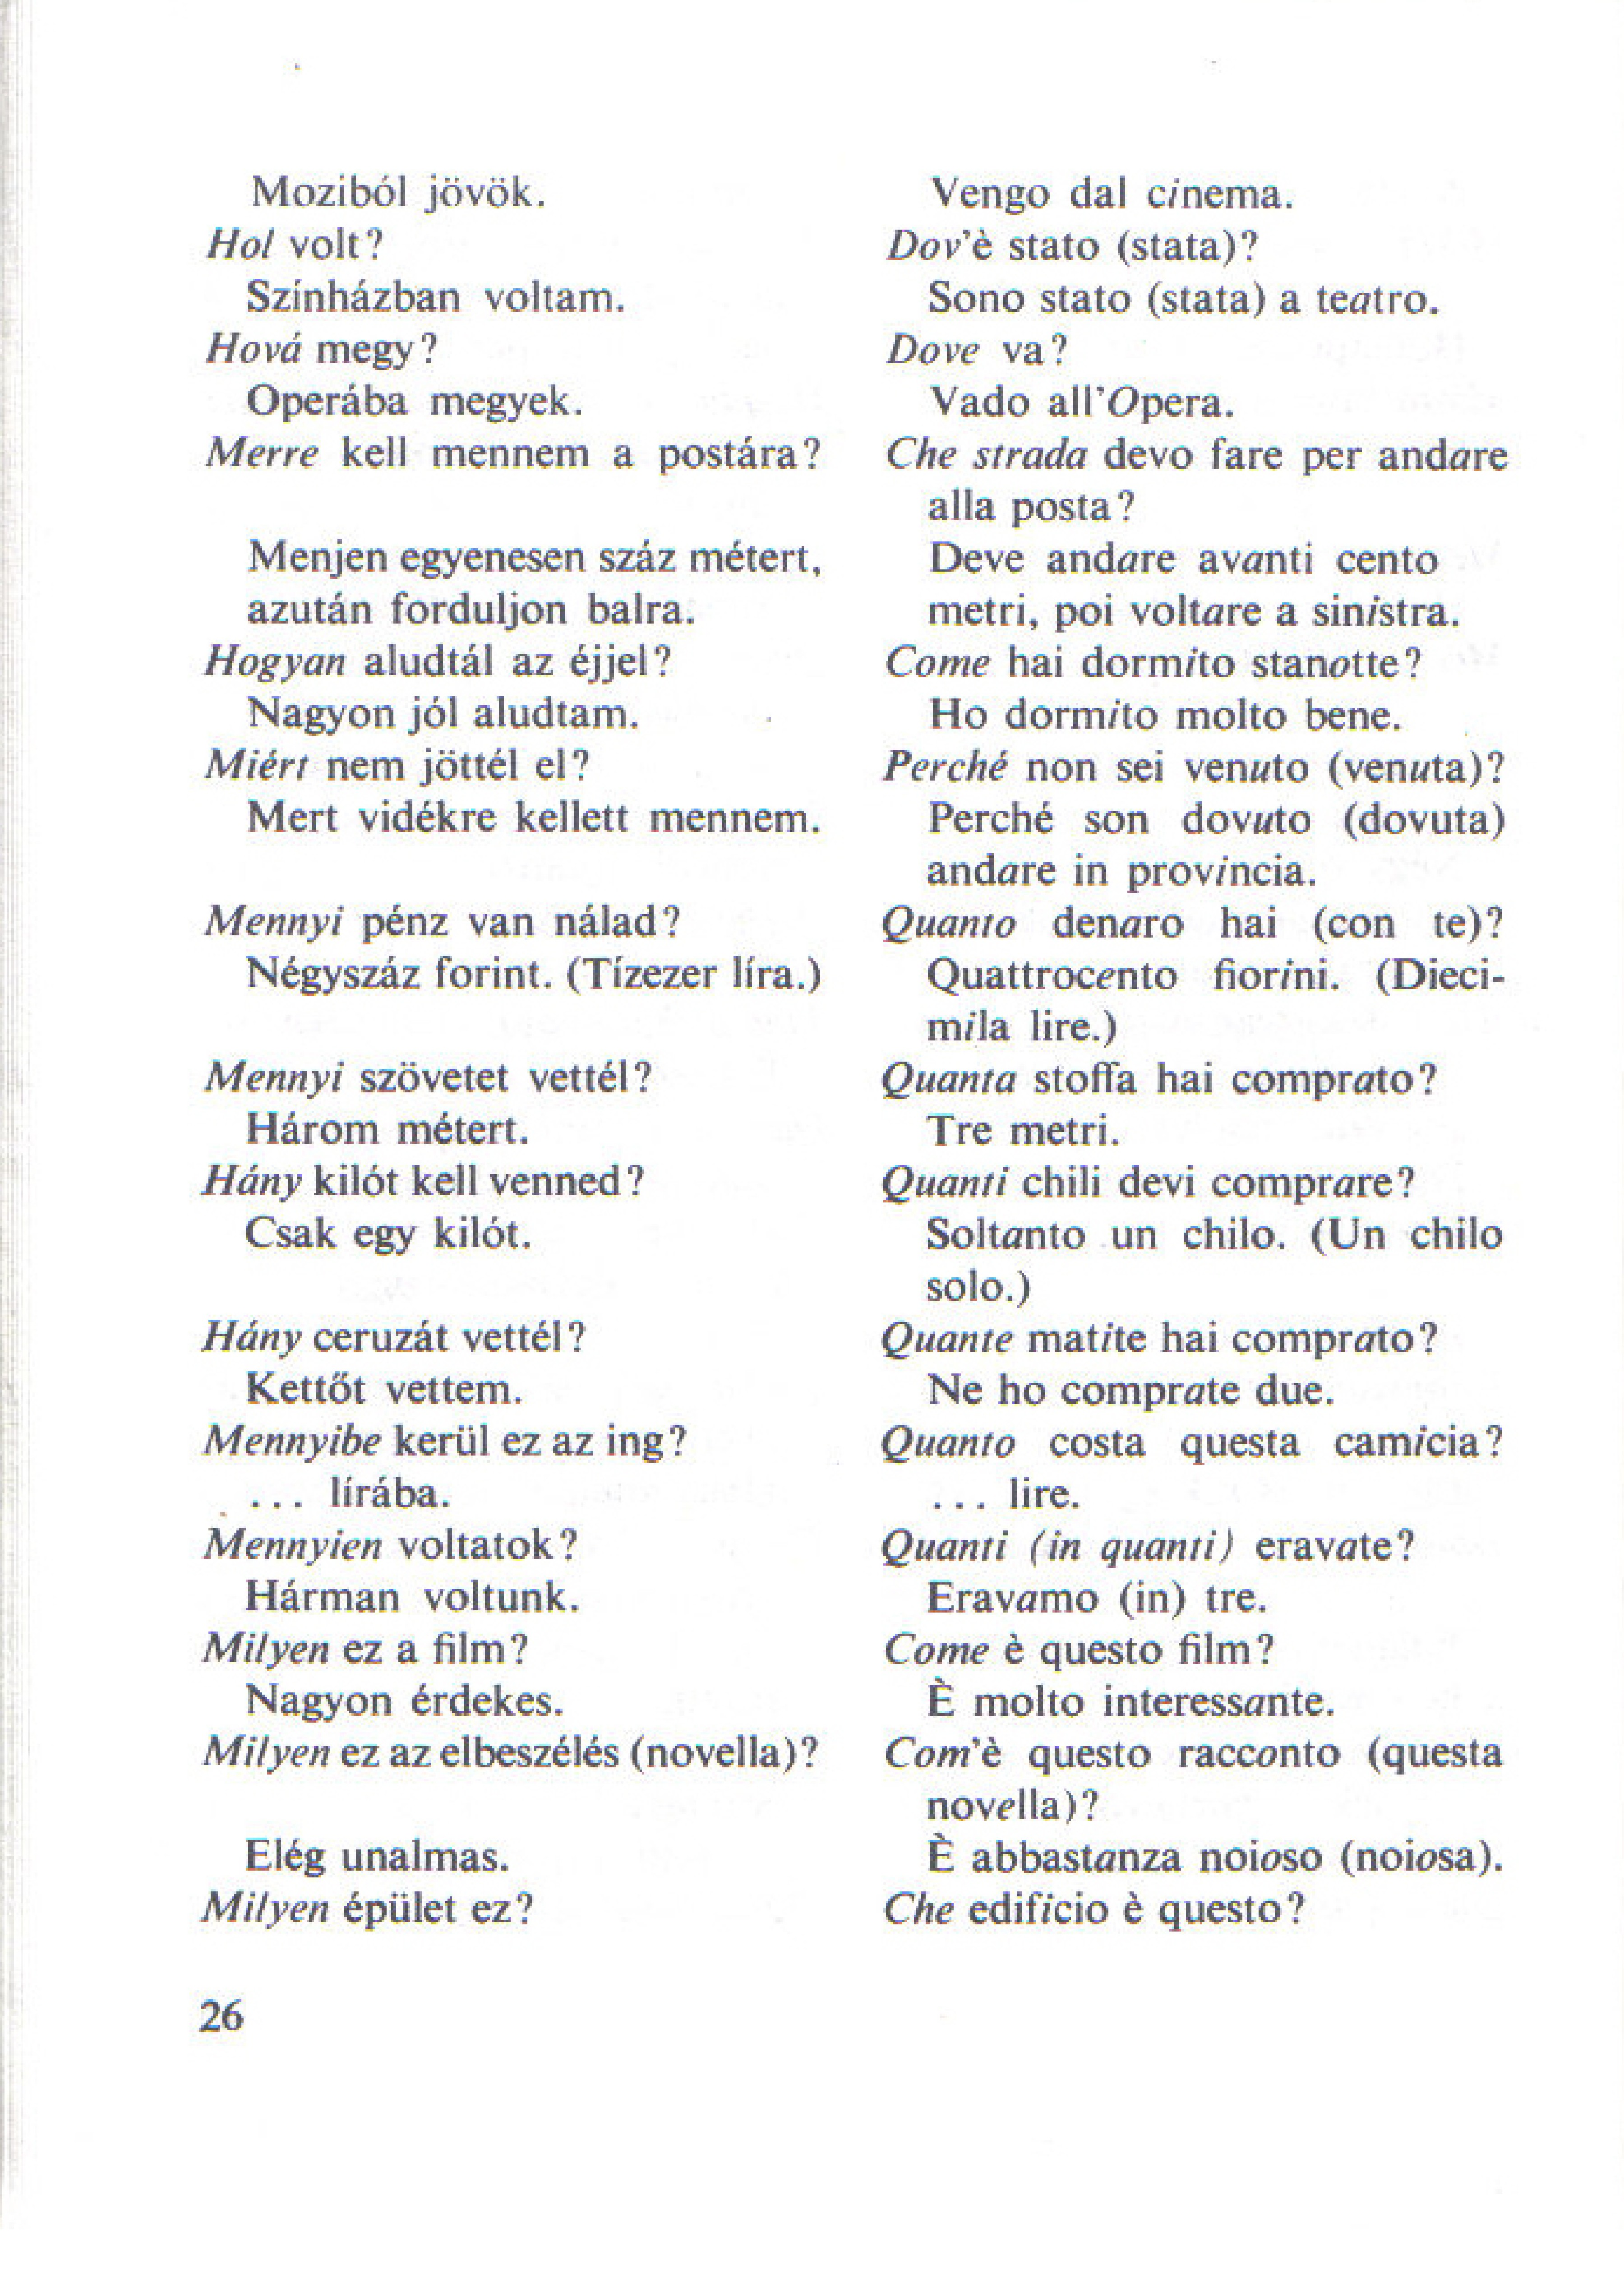 Moziból jövök.
Hol volt?
Színházban voltam.
Hová megy?
Operába megyek.
Merre kell mennem a postára?
Menjen egyenesen száz métert,
azután forduljon balra.
Hogyan aludtál az éjjel?
Nagyon jól aludtam.
Miért nem jöttél el?
Mert vidékre kellett mennem.
Mennyi pénz van nálad?
Négyszáz forint. (Tízezer líra.)
Mennyi szövetet vettél?
Három métert.
Hány kilót kell venned?
Csak egy kilót.
Hány ceruzát vettél?
Kettőt vettem.
Mennyibe kerül ez az ing?
... lírába.
Mennyien voltatok?
Hárman voltunk.
Milyen ez a film?
Nagyon érdekes.
Milyen ez az elbeszélés (novella)?
Elég unalmas.
Milyen épület ez?
Vengo dal cinema.
Dov'è stato (stata)?
Sono stato (stata) a teatro.
Dove va?
Vado all'Opera.
Che strada devo fare per andare
alla posta?
Deve andare avanti cento
metri, poi voltare a sinistra.
Come hai dormito stanotte?
Ho dormito molto bene.
Perché non sei venuto (venuta)?
Perché son dovuto (dovuta)
andare in provincia.
Quanto denaro hai (con te)?
Quattrocento fiorini. (Dieci-
mila lire.)
Quanta stoffa hai comprato?
Tre metri.
Quanti chili devi comprare?
Soltanto un chilo. (Un chilo
solo.)
Quante matite hai comprato?
Ne ho comprate due.
Quanto costa questa camicia?
... lire.
Quanti (in quanti) eravate?
Eravamo (in) tre.
Come è questo film?
È molto interessante.
Com'è questo racconto (questa
novella)?
È abbastanza noioso (noiosa).
Che edificio è questo?
26